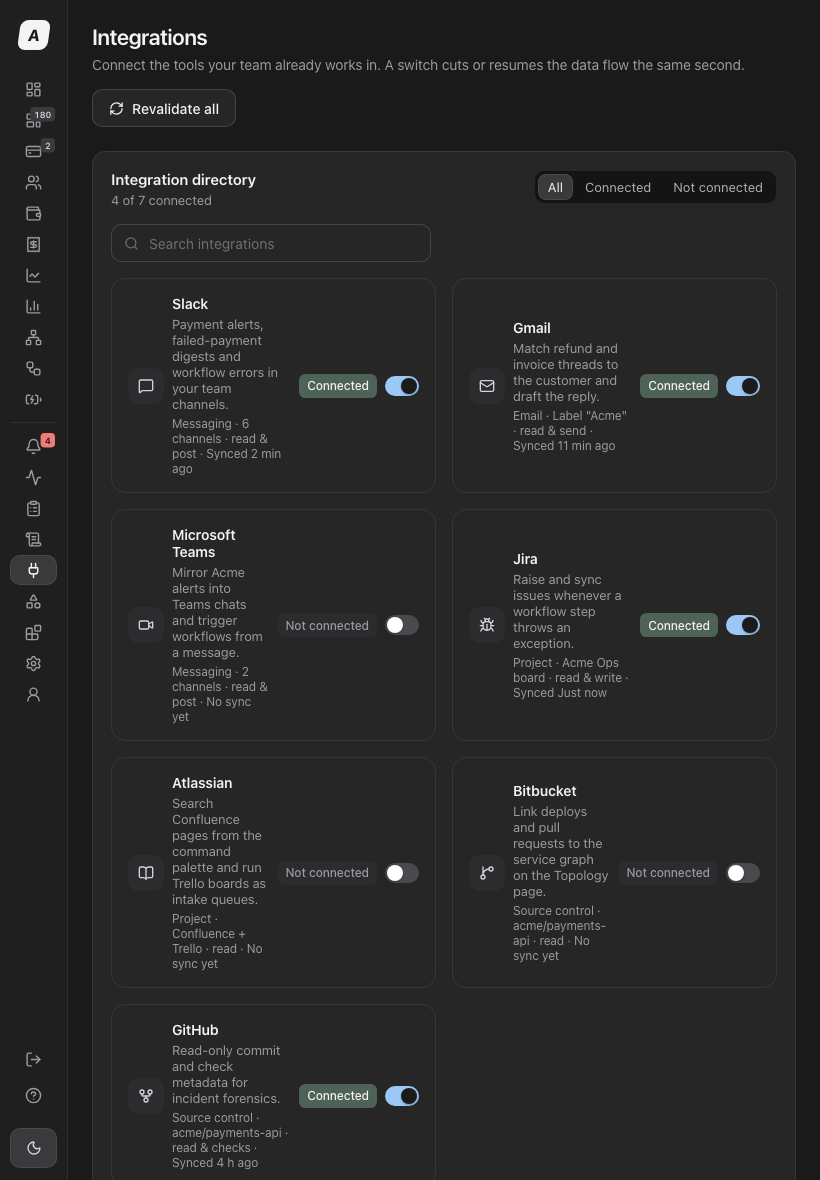 A
Integrations
Connect the tools your team already works in. A switch cuts or resumes the data flow the same second.
180
2
Revalidate all
Integration directory
4 of 7 connected
All
Connected
Not connected
Search integrations
Slack
Payment alerts,
failed-payment
digests and
workflow errors in
your team
channels.
Messaging · 6
channels · read &
post · Synced 2 min
ago
Connected
Gmail
Match refund and
invoice threads to
the customer and
draft the reply.
Email · Label "Acme"
· read & send ·
Synced 11 min ago
Connected
4
Microsoft
Teams
Mirror Acme
alerts into
Teams chats
and trigger
workflows from
a message.
Messaging · 2
channels · read &
post · No sync
yet
Not connected
Jira
Raise and sync
issues whenever a
workflow step
throws an
exception.
Project · Acme Ops
board · read & write ·
Synced Just now
Connected
Atlassian
Search
Confluence
pages from the
command
palette and run
Trello boards as
intake queues.
Project ·
Confluence +
Trello · read · No
sync yet
Not connected
Bitbucket
Link deploys
and pull
requests to the
service graph
on the Topology
page.
Source control ·
acme/payments-
api · read · No
sync yet
Not connected
GitHub
Read-only commit
and check
metadata for
incident forensics.
Source control ·
acme/payments-api ·
read & checks ·
Synced 4 h ago
Connected